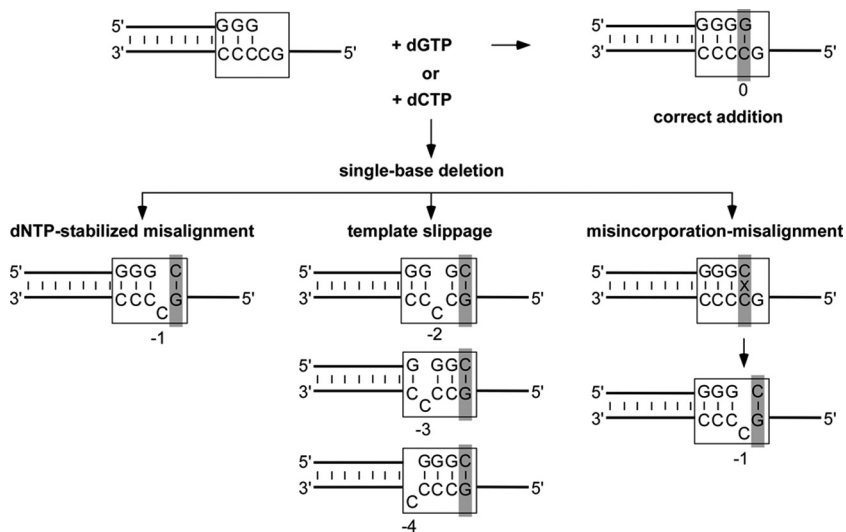 5' GGG
3' CCCCG 5'
+ dGTP
or
+ dCTP
5' GGGG
3' CCCCG 5'
0
correct addition
single-base deletion
dNTP-stabilized misalignment
5' GGG C
3' CCC C G 5'
-1
template slippage
5' GG GC
3' CC C CG 5'
-2
5' G GGC
3' C C CCG 5'
-3
5' GGGC
3' C CCCG 5'
-4
misincorporation-misalignment
5' GGGC
x
3' CCCCG 5'
5' GGG C
3' CCC C G 5'
-1